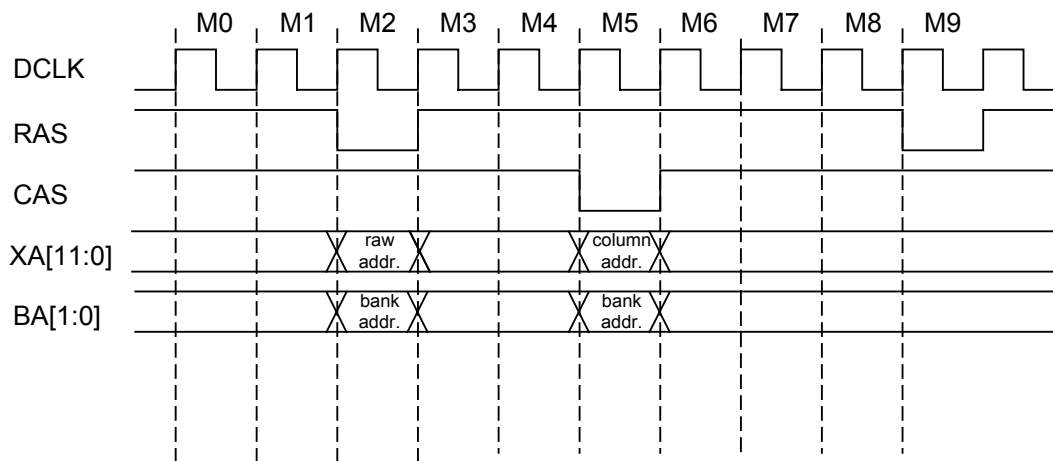 M0 M1 M2 M3 M4 M5 M6 M7 M8 M9
DCLK
RAS
CAS
XA[11:0] raw addr. column addr.
BA[1:0] bank addr. bank addr.